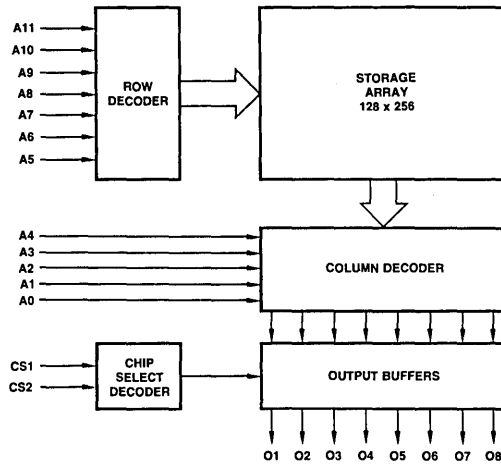 A11
A10
A9
A8
A7
A6
A5
ROW
DECODER
STORAGE
ARRAY
128 x 256
A4
A3
A2
A1
A0
COLUMN DECODER
CS1
CS2
CHIP
SELECT
DECODER
OUTPUT BUFFERS
O1 O2 O3 O4 O5 O6 O7 O8